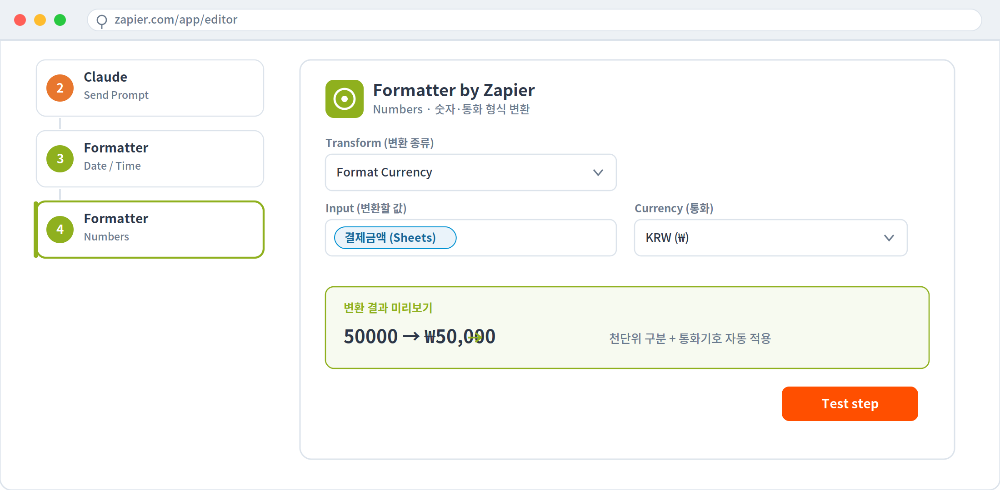 zapier.com/app/editor
2
Claude
Send Prompt
3
Formatter
Date / Time
4
Formatter
Numbers
Formatter by Zapier
Numbers · 숫자·통화 형식 변환
Transform (변환 종류)
Format Currency
Input (변환할 값)
Currency (통화)
결제금액 (Sheets)
KRW (₩)
변환 결과 미리보기
50000 → ₩50,000
천단위 구분 + 통화기호 자동 적용
Test step